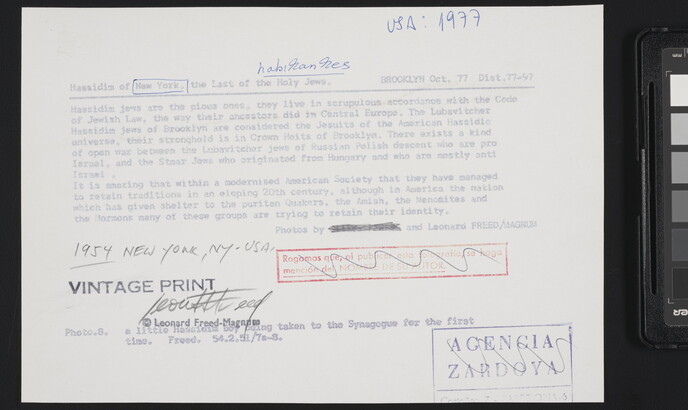 USA: 1977
habitantes
Hassidim of New York, the Last of the Holy Jews. BROOKLYN Oct. 77 Dist.77-97
Hassidim jews are the pious ones, they live in scrupulous accordance with the Code
of Jewish Law, the way their ancestors did in Central Europe. The Lubavitcher
Hassidim jews of Brooklyn are considered the Jesuits of the American Hassidic
universe, their stronghold is in Crown Heits of Brooklyn. There exists a kind
of open war between the Lubavitcher jews of Russian Polish descent who are pro
Israel, and the Stmar Jews who originated from Hungary and who are mostly anti
Israel .
It is amazing that within a modernised American Society that they have managed
to retain traditions in an eloping 20th century, although in America the nation
which has given shelter to the puritan Quakers, the Amish, the Menomites and
the Mormons many of these groups are trying to retain their identity.
Photos by and Leonard FREED/MAGNUM
1954 NEW YORK, NY-USA.
Rogamos que, al publicar esta fotografía, se haga
mención del NOMBRE DE SU AUTOR
VINTAGE PRINT
Leonard Freed
© Leonard Freed-Magnum
Photo.8. a little Hassidim boy being taken to the Synagogue for the first
time. Freed. 54.2.51/7a-8.
AGENCIA
ZARDOYA